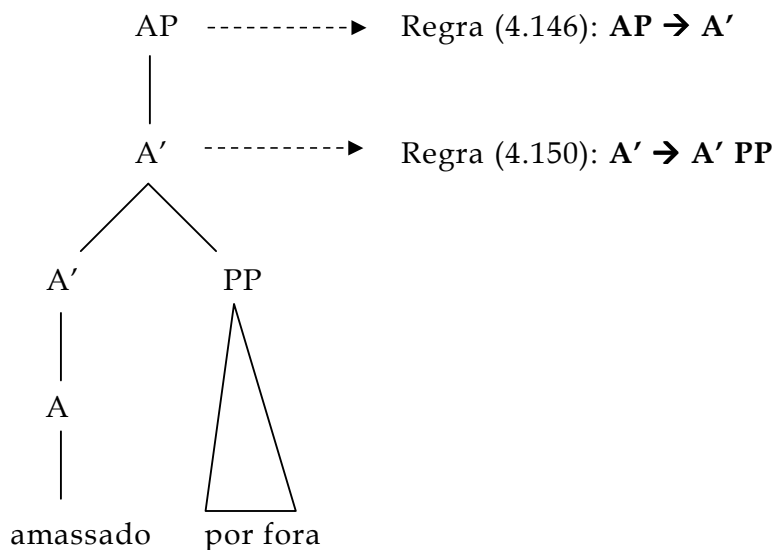 AP Regra (4.146): AP → A′
A′ Regra (4.150): A′ → A′ PP
A′ PP
A
amassado por fora